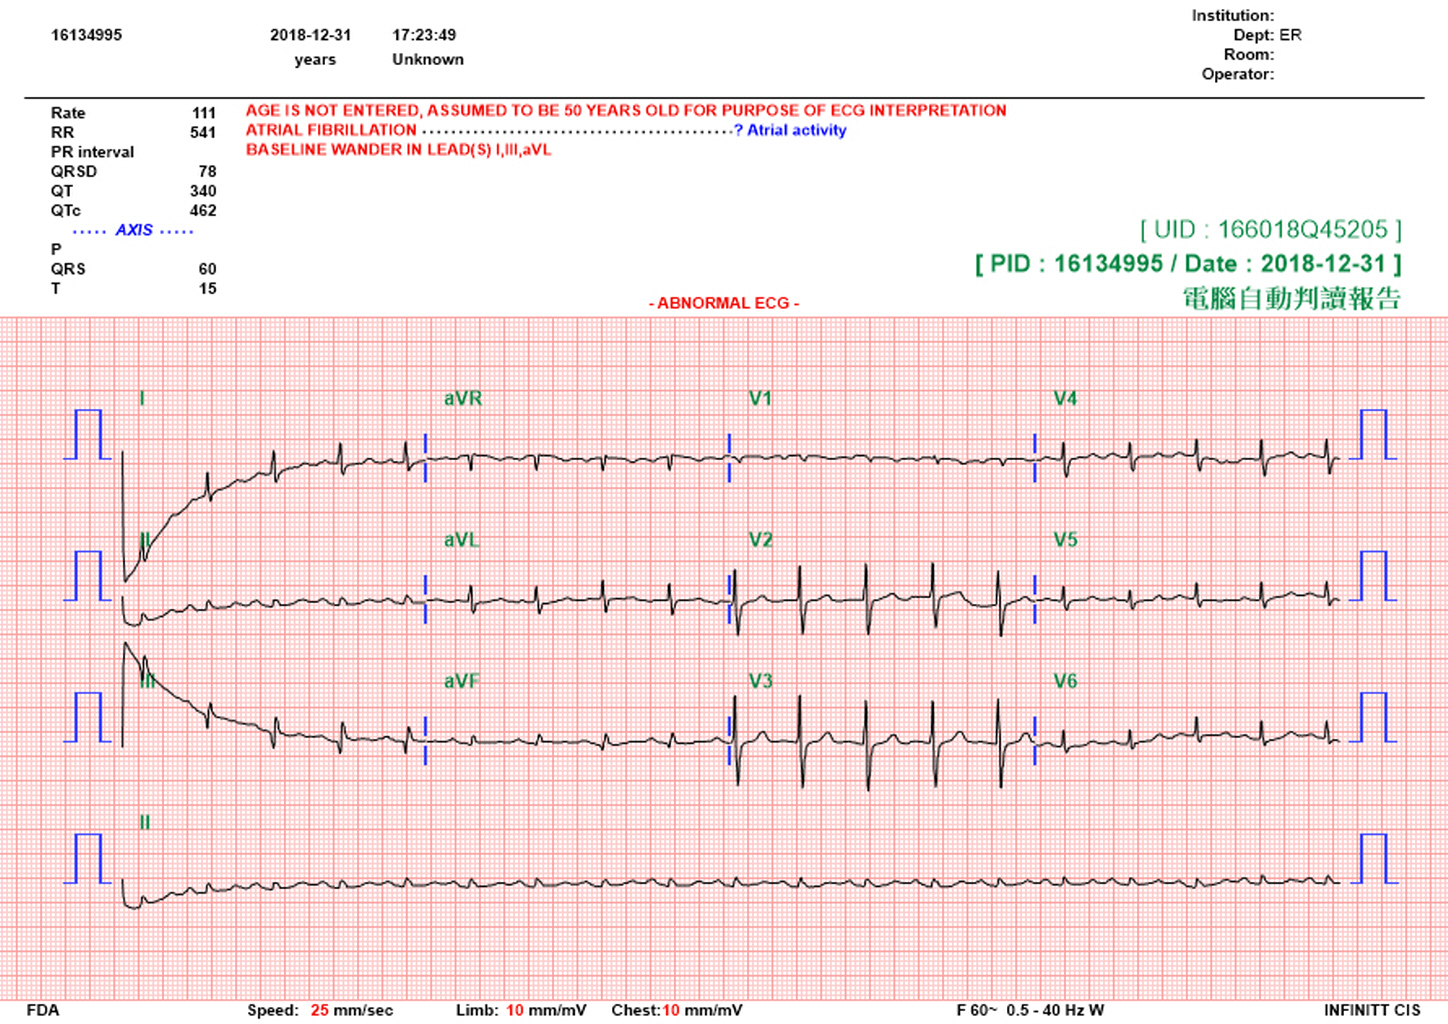 Institution:
16134995 2018-12-31 17:23:49 Dept: ER
years Unknown Room:
Operator:
Rate 111 AGE IS NOT ENTERED, ASSUMED TO BE 50 YEARS OLD FOR PURPOSE OF ECG INTERPRETATION
RR 541 ATRIAL FIBRILLATION ........................................? Atrial activity
PR interval BASELINE WANDER IN LEAD(S) I,III,aVL
QRSD 78
QT 340
QTc 462
..... AXIS .....
[ UID : 166018Q45205 ]
P
QRS 60
[ PID : 16134995 / Date : 2018-12-31 ]
T 15
電腦自動判讀報告
- ABNORMAL ECG -
I aVR V1 V4
II aVL V2 V5
III aVF V3 V6
II
FDA Speed: 25 mm/sec Limb: 10 mm/mV Chest:10 mm/mV F 60~ 0.5 - 40 Hz W INFINITT CIS